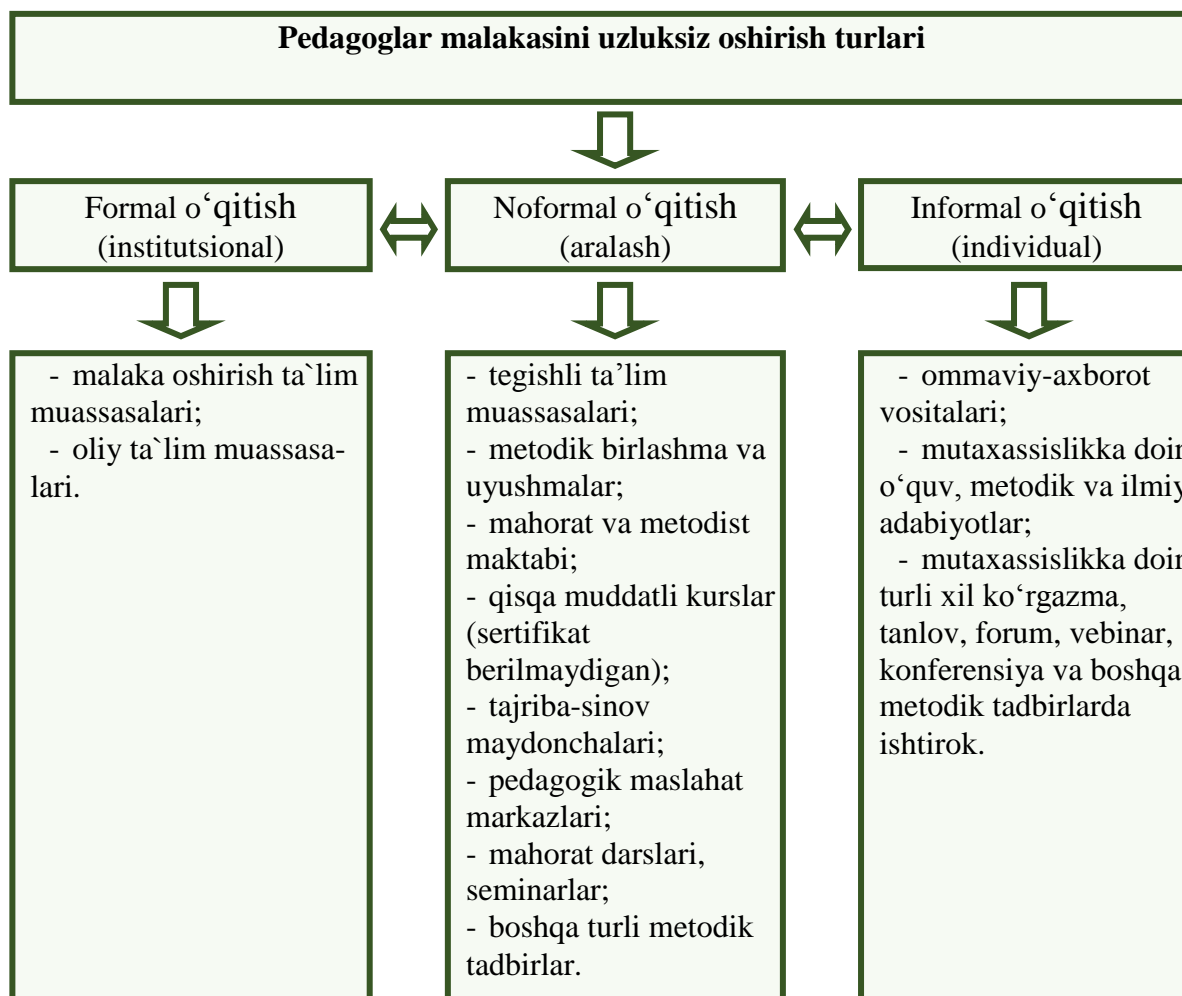 Pedagoglar malakasini uzluksiz oshirish turlari
Formal o‘qitish
(institutsional)
Noformal o‘qitish
(aralash)
Informal o‘qitish
(individual)
- malaka oshirish ta`lim
muassasalari;
- oliy ta`lim muassasa-
lari.
- tegishli ta’lim
muassasalari;
- metodik birlashma va
uyushmalar;
- mahorat va metodist
maktabi;
- qisqa muddatli kurslar
(sertifikat
berilmaydigan);
- tajriba-sinov
maydonchalari;
- pedagogik maslahat
markazlari;
- mahorat darslari,
seminarlar;
- boshqa turli metodik
tadbirlar.
- ommaviy-axborot
vositalari;
- mutaxassislikka doir
o‘quv, metodik va ilmiy
adabiyotlar;
- mutaxassislikka doir
turli xil ko‘rgazma,
tanlov, forum, vebinar,
konferensiya va boshqa
metodik tadbirlarda
ishtirok.